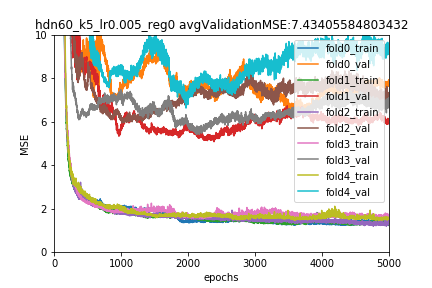 hdn60_k5_lr0.005_reg0 avgValidationMSE:7.43405584803432
10
8
6
4
2
0
MSE
0 1000 2000 3000 4000 5000
epochs
fold0_train
fold0_val
fold1_train
fold1_val
fold2_train
fold2_val
fold3_train
fold3_val
fold4_train
fold4_val